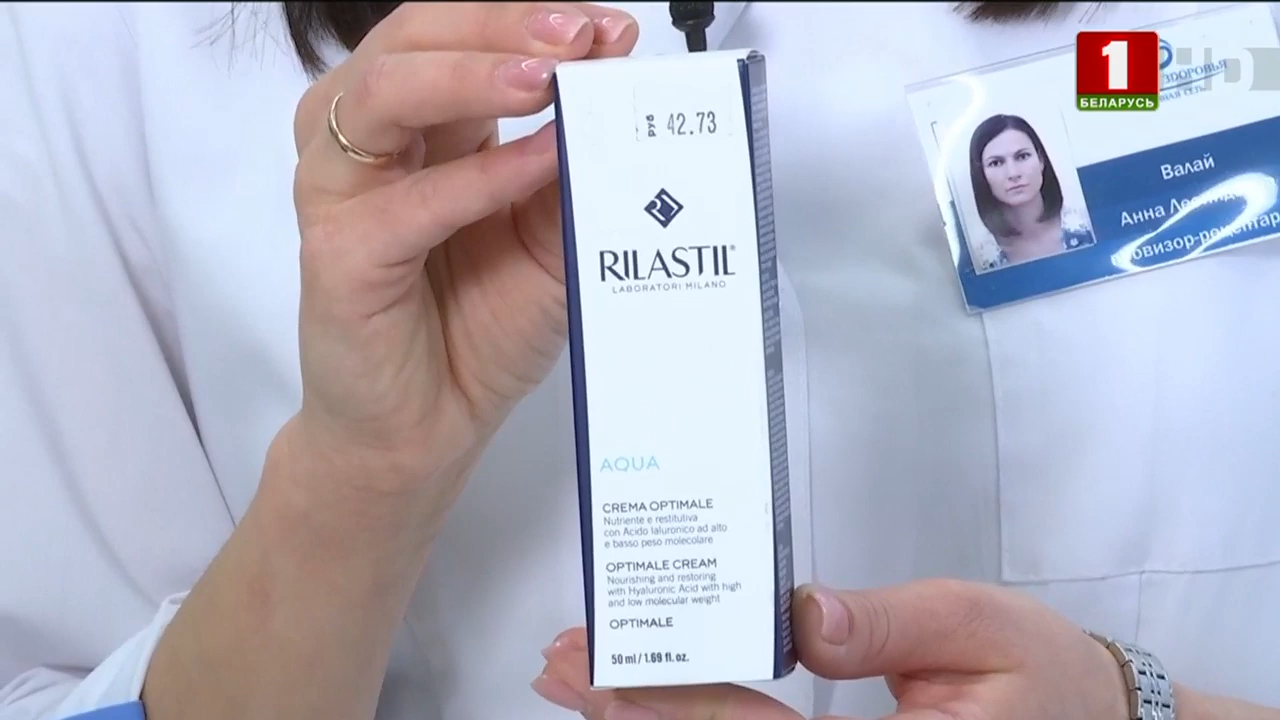 руб 42.73
RILASTIL®
LABORATORI MILANO
AQUA
CREMA OPTIMALE
Nutriente e restitutiva
con Acido Ialuronico ad alto
e basso peso molecolare
OPTIMALE CREAM
Nourishing and restoring
with Hyaluronic Acid with high
and low molecular weight
OPTIMALE
50 ml / 1.69 fl. oz.
1
БЕЛАРУСЬ
HD
ЗДОРОВЬЯ
Валай
Анна